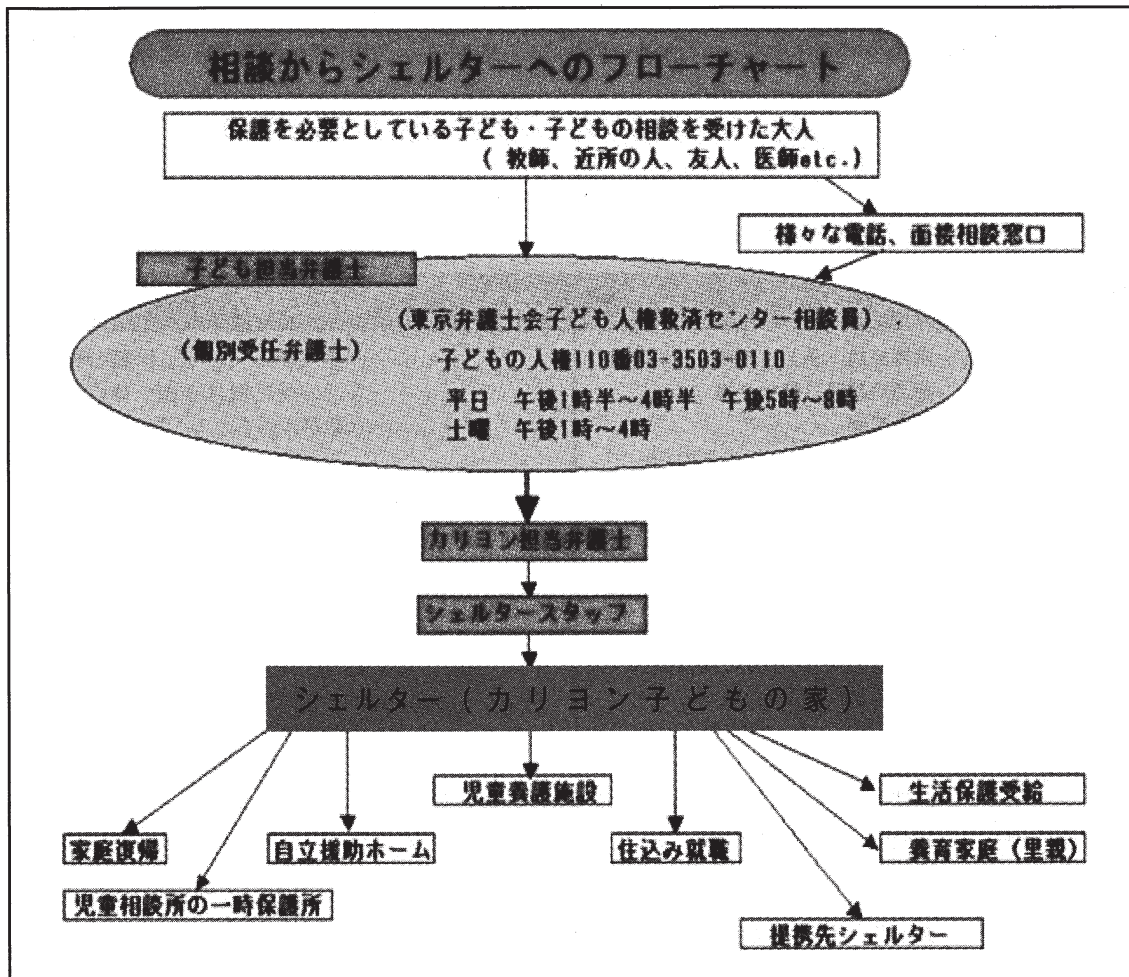 相談からシェルターへのフローチャート
保護を必要としている子ども・子どもの相談を受けた大人
( 教師、近所の人、友人、医師etc.)
様々な電話、面接相談窓口
子ども担当弁護士
(東京弁護士会子ども人権救済センター相談員)
(個別受任弁護士)
子どもの人権110番03-3503-0110
平日 午後1時半~4時半 午後5時~8時
土曜 午後1時~4時
カリヨン担当弁護士
シェルタースタッフ
シェルター(カリヨン子どもの家)
児童養護施設
生活保護受給
家庭復帰
自立援助ホーム
住込み就職
養育家庭(里親)
児童相談所の一時保護所
提携先シェルター